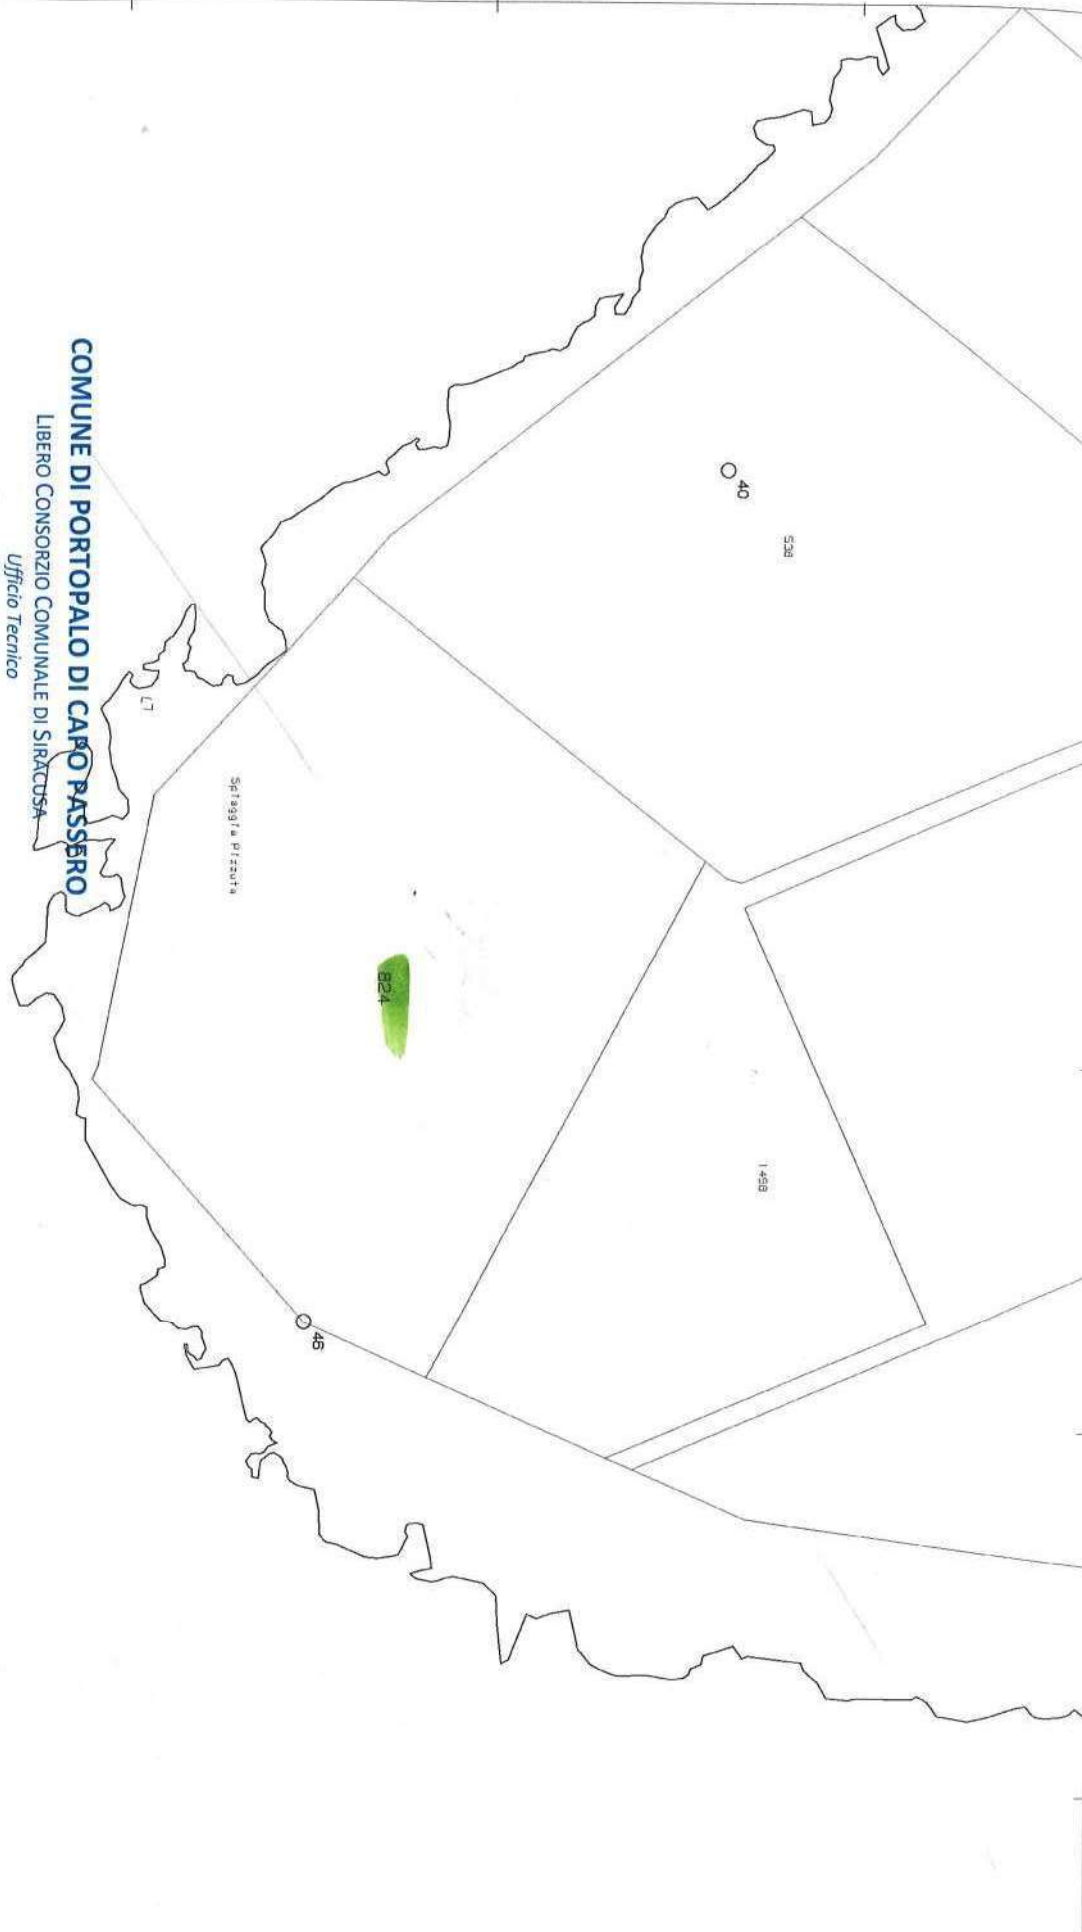 COMUNE DI PORTOPALO DI CAPO PASSERO
LIBERO CONSORZIO COMUNALE DI SIRACUSA
Ufficio Tecnico
40
538
Spiaggia Pizzuta
824
1498
46